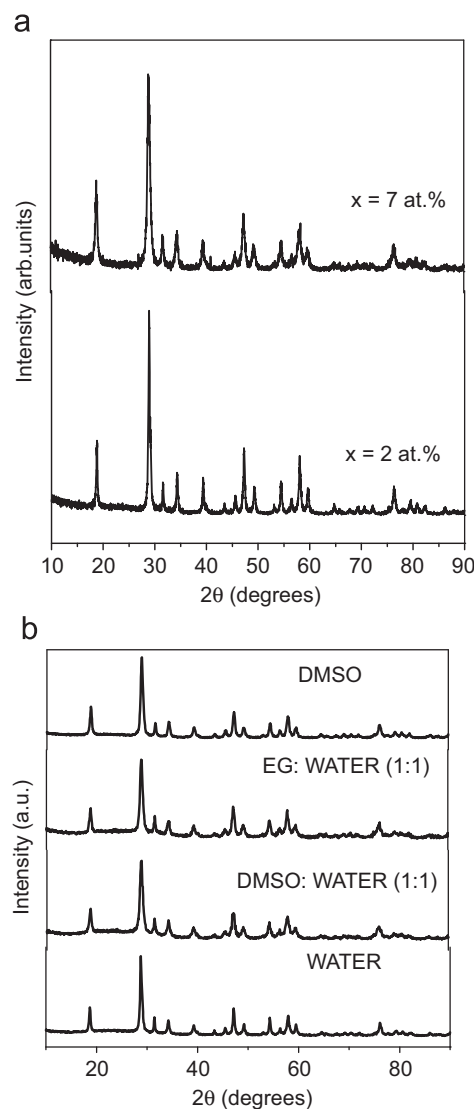 a
Intensity (arb.units)
x = 7 at.%
x = 2 at.%
10 20 30 40 50 60 70 80 90
2θ (degrees)
b
Intensity (a.u.)
DMSO
EG: WATER (1:1)
DMSO: WATER (1:1)
WATER
20 40 60 80
2θ (degrees)